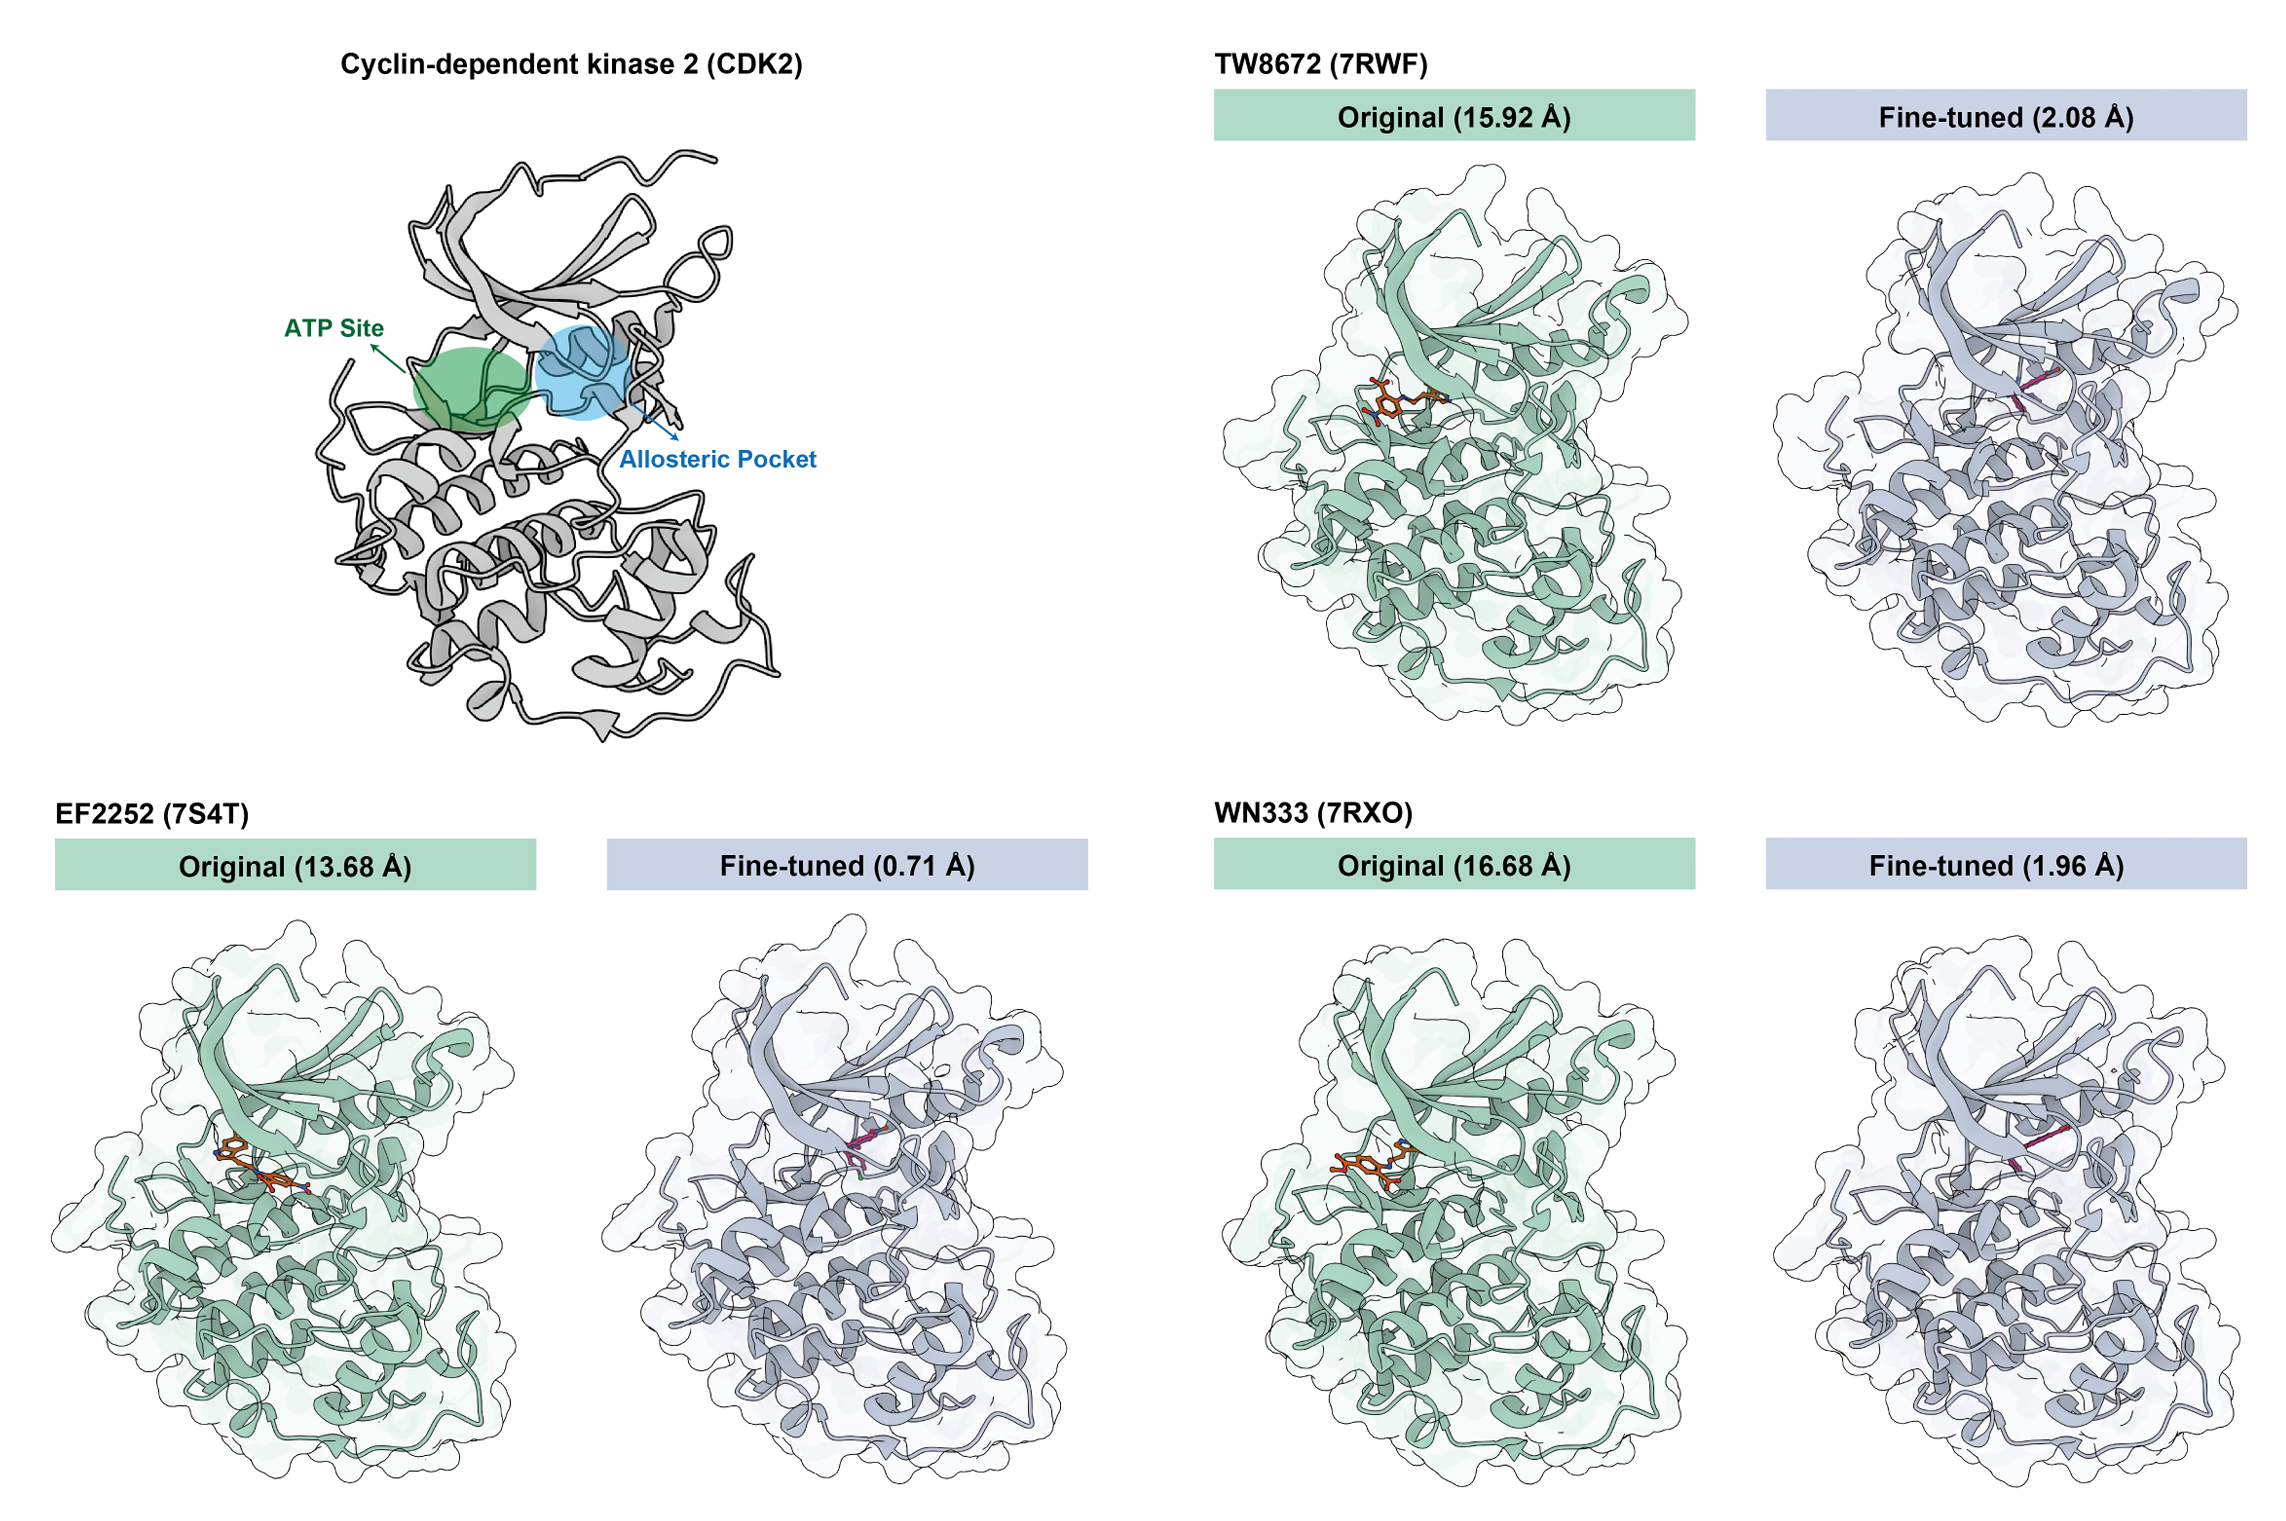 Cyclin-dependent kinase 2 (CDK2)
ATP Site
Allosteric Pocket
TW8672 (7RWF)
Original (15.92 Å)
Fine-tuned (2.08 Å)
EF2252 (7S4T)
Original (13.68 Å)
Fine-tuned (0.71 Å)
WN333 (7RXO)
Original (16.68 Å)
Fine-tuned (1.96 Å)